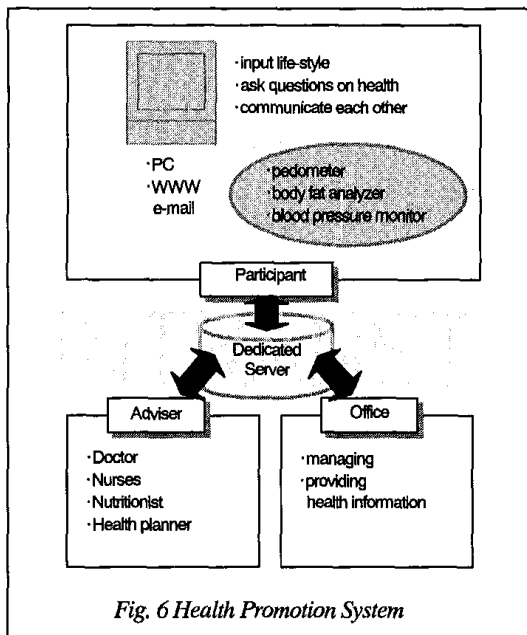 ·input life-style
·ask questions on health
·communicate each other
·PC
·WWW
e-mail
·pedometer
·body fat analyzer
·blood pressure monitor
Participant
Dedicated
Server
Adviser
Office
·Doctor
·Nurses
·Nutritionist
·Health planner
·managing
·providing
health information
Fig. 6 Health Promotion System